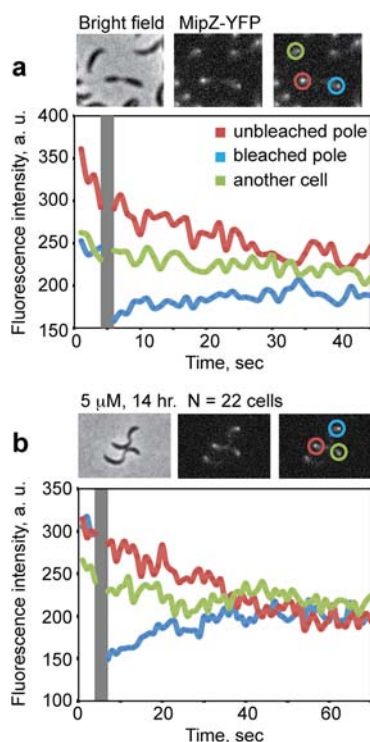 Bright field MipZ-YFP
a
400
350
300
250
200
150
unbleached pole
bleached pole
another cell
Fluorescence intensity, a. u.
0 10 20 30 40
Time, sec
b
5 μM, 14 hr. N = 22 cells
350
300
250
200
150
100
Fluorescence intensity, a. u.
0 20 40 60
Time, sec